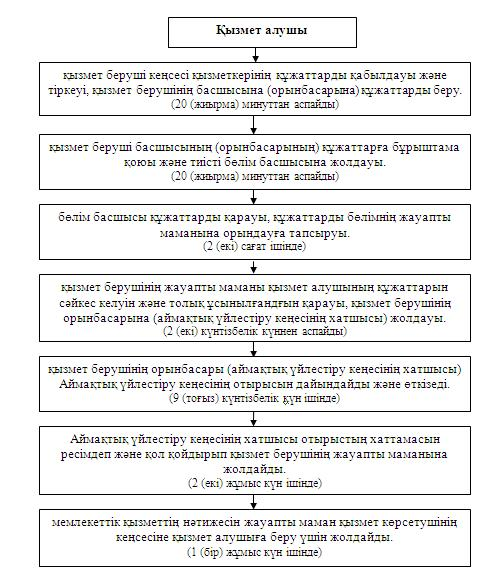 Қызмет алушы
қызмет беруші кеңсесі қызметкерінің құжаттарды қабылдауы және
тіркеуі, қызмет берушінің басшысына (орынбасарына) құжаттарды беру.
(20 (жиырма) минуттан аспайды)
қызмет беруші басшысының (орынбасарының) құжаттарға бұрыштама
қоюы және тиісті бөлім басшысына жолдауы.
(20 (жиырма) минуттан аспайды)
бөлім басшысы құжаттарды қарауы, құжаттарды бөлімнің жауапты
маманына орындауға тапсыруы.
(2 (екі) сағат ішінде)
қызмет берушінің жауапты маманы қызмет алушының құжаттарын
сәйкес келуін және толық ұсынылғандғын қарауы, қызмет берушінің
орынбасарына (аймақтық үйлестіру кеңесінің хатшысы) жолдауы.
(2 (екі) күнтізбелік күннен аспайды)
қызмет берушінің орынбасары (аймақтық үйлестіру кеңесінің хатшысы)
Аймақтық үйлестіру кеңесінің отырысын дайындайды және өткізеді.
(9 (тоғыз) күнтізбелік күн ішінде)
Аймақтық үйлестіру кеңесінің хатшысы отырыстың хаттамасын
ресімдеп және қол қойдырып қызмет берушінің жауапты маманына
жолдайды.
(2 (екі) жұмыс күн ішінде)
мемлекеттік қызметтің нәтижесін жауапты маман қызмет көрсетушінің
кеңсесіне қызмет алушыға беру үшін жолдайды.
(1 (бір) жұмыс күн ішінде)